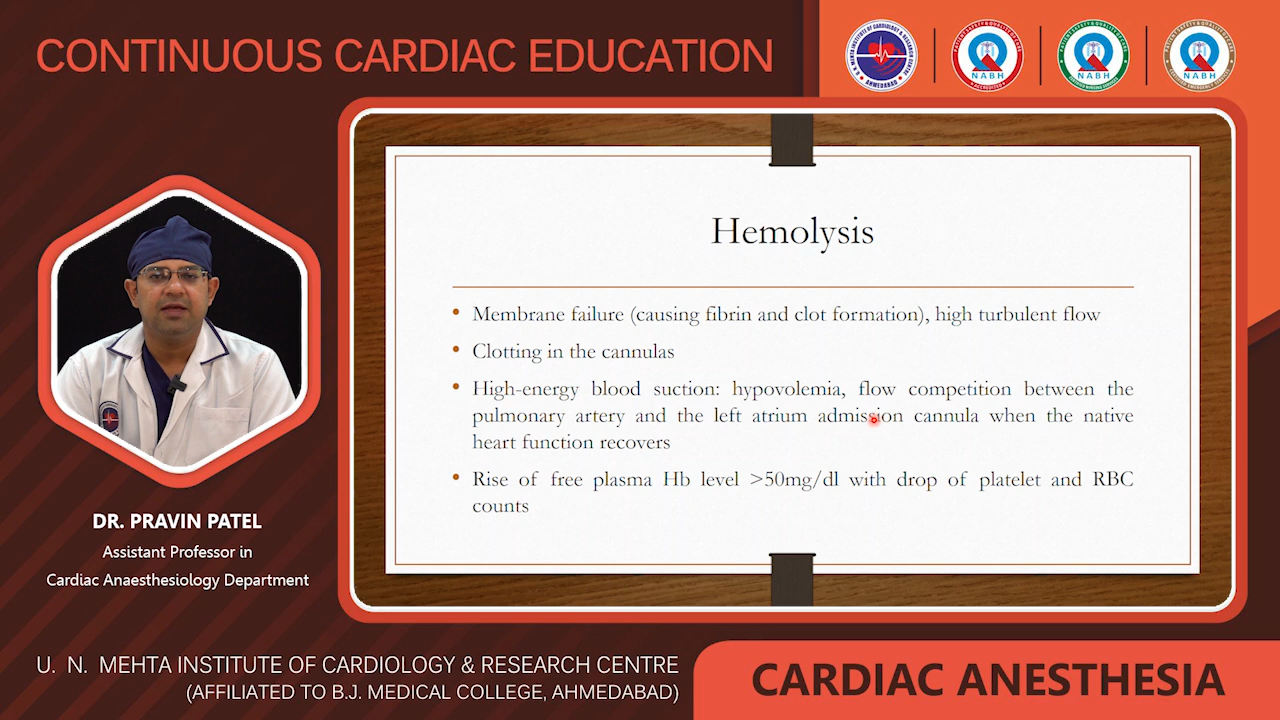 CONTINUOUS CARDIAC EDUCATION
AHMEDABAD
NABH
NABH
NABH
Hemolysis
• Membrane failure (causing fibrin and clot formation), high turbulent flow
• Clotting in the cannulas
• High-energy blood suction: hypovolemia, flow competition between the
pulmonary artery and the left atrium admission cannula when the native
heart function recovers
• Rise of free plasma Hb level >50mg/dl with drop of platelet and RBC
counts
DR. PRAVIN PATEL
Assistant Professor in
Cardiac Anaesthesiology Department
U. N. MEHTA INSTITUTE OF CARDIOLOGY & RESEARCH CENTRE
(AFFILIATED TO B.J. MEDICAL COLLEGE, AHMEDABAD)
CARDIAC ANESTHESIA